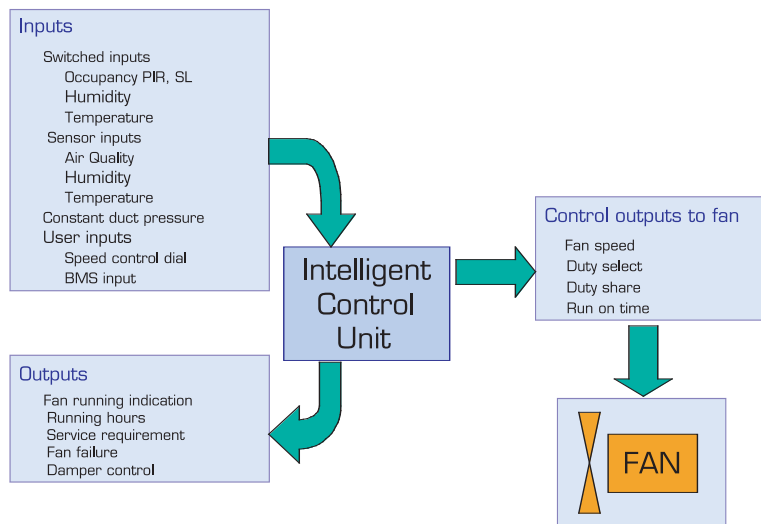 Inputs
Switched inputs
Occupancy PIR, SL
Humidity
Temperature
Sensor inputs
Air Quality
Humidity
Temperature
Constant duct pressure
User inputs
Speed control dial
BMS input
Intelligent
Control
Unit
Control outputs to fan
Fan speed
Duty select
Duty share
Run on time
Outputs
Fan running indication
Running hours
Service requirement
Fan failure
Damper control
FAN